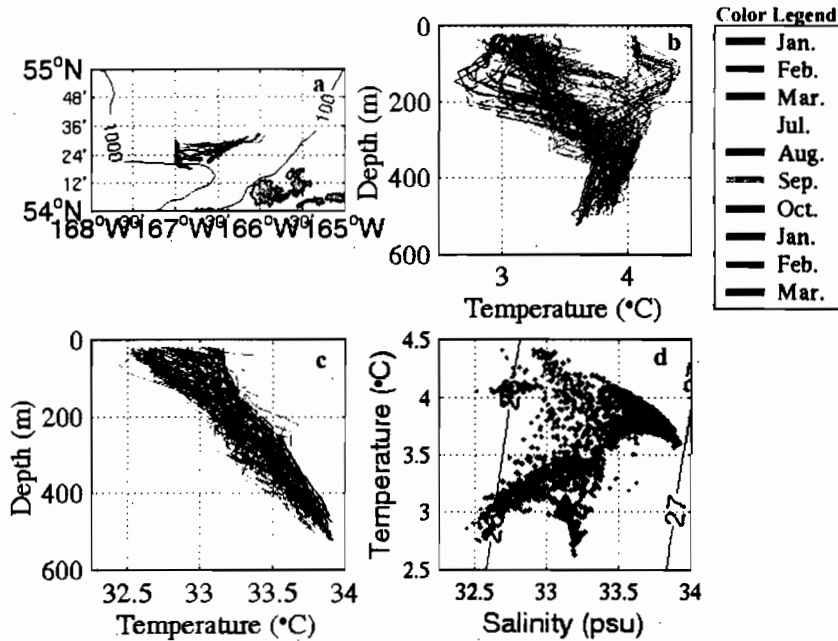 a
55°N
48'
36'
24'
12'
54°N
1000
100
168°W
30'
167°W
30'
166°W
30'
165°W
b
0
200
400
600
Depth (m)
3
4
Temperature (°C)
Color Legend
Jan.
Feb.
Mar.
Jul.
Aug.
Sep.
Oct.
Jan.
Feb.
Mar.
c
0
200
400
600
Depth (m)
32.5
33
33.5
34
Temperature (°C)
d
4.5
4
3.5
3
2.5
Temperature (°C)
27
32.5
33
33.5
34
Salinity (psu)